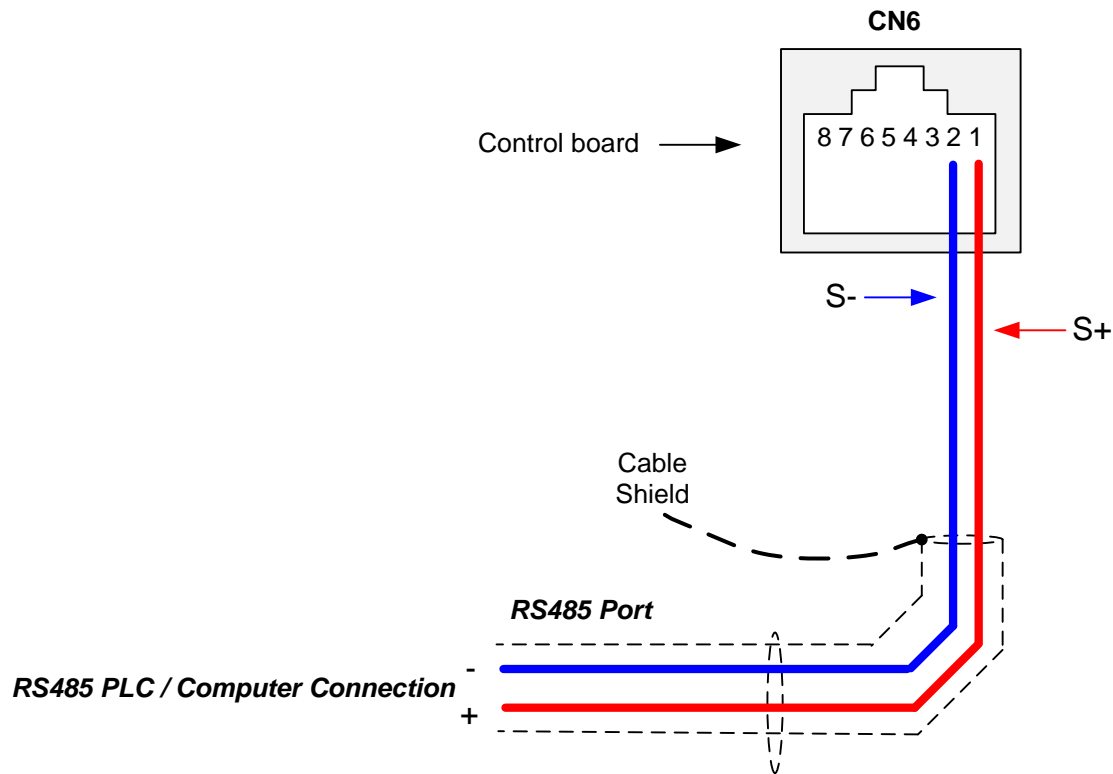 CN6
Control board
8 7 6 5 4 3 2 1
S-
S+
Cable
Shield
RS485 Port
-
RS485 PLC / Computer Connection
+